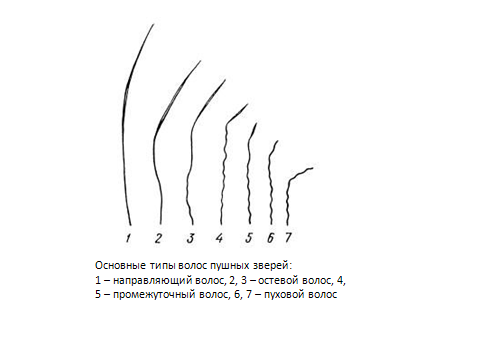 1 2 3 4 5 6 7
Основные типы волос пушных зверей:
1 – направляющий волос, 2, 3 – остевой волос, 4,
5 – промежуточный волос, 6, 7 – пуховой волос